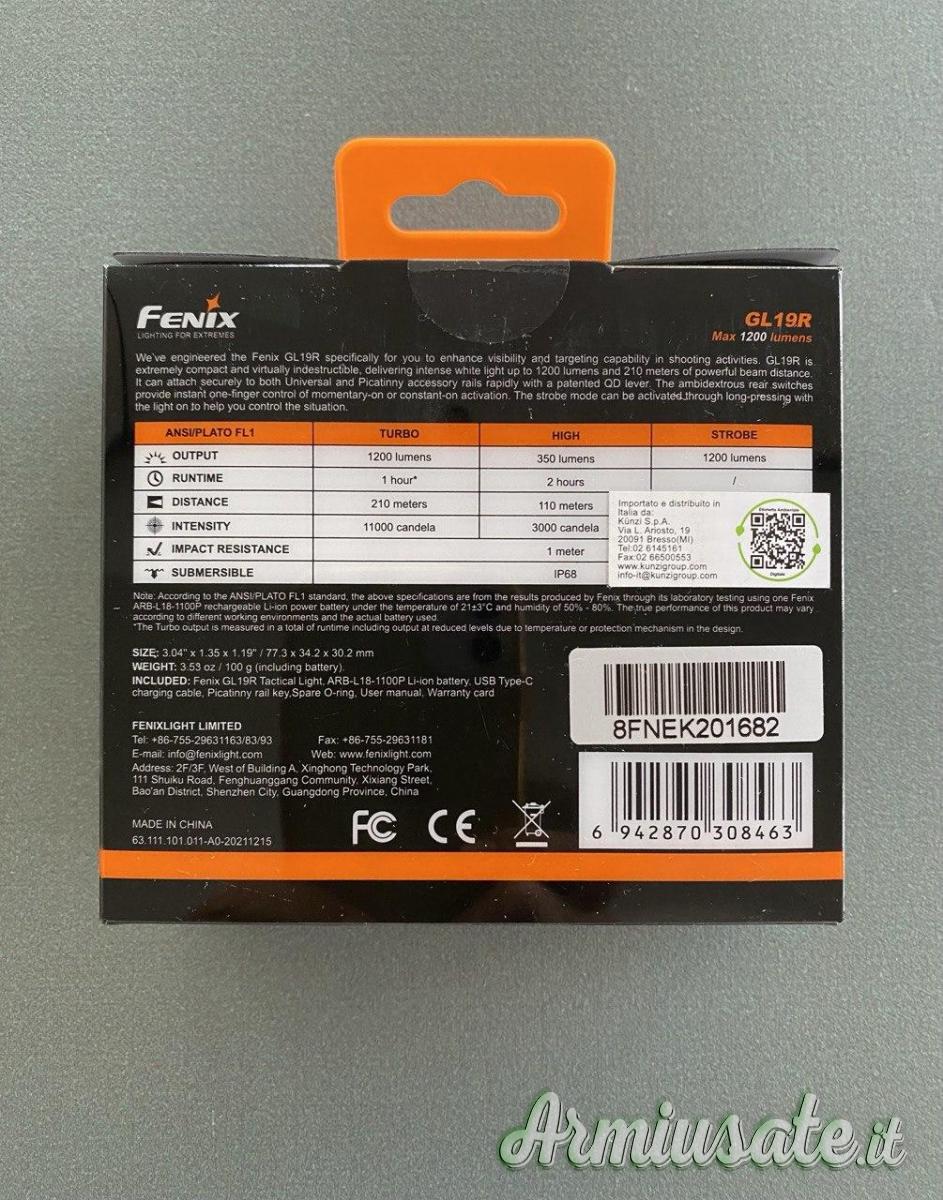 FENIX
LIGHTING FOR EXTREMES
GL19R
Max 1200 lumens
We've engineered the Fenix GL19R specifically for you to enhance visibility and targeting capability in shooting activities. GL19R is
extremely compact and virtually indestructible, delivering intense white light up to 1200 lumens and 210 meters of powerful beam distance.
It can attach securely to both Universal and Picatinny accessory rails rapidly with a patented QD lever. The ambidextrous rear switches
provide instant one-finger control of momentary-on or constant-on activation. The strobe mode can be activated through long-pressing with
the light on to help you control the situation.
ANSI/PLATO FL1 TURBO HIGH STROBE
OUTPUT 1200 lumens 350 lumens 1200 lumens
RUNTIME 1 hour* 2 hours /
DISTANCE 210 meters 110 meters
INTENSITY 11000 candela 3000 candela
IMPACT RESISTANCE 1 meter
SUBMERSIBLE IP68
Importato e distribuito in
Italia da:
Künzi S.p.A.
Via L. Ariosto, 19
20091 Bresso(MI)
Tel:02 6145161
Fax:02 66500553
www.kunzigroup.com
info-it@kunzigroup.com
Etichetta Ambientale
Digitale
Note: According to the ANSI/PLATO FL1 standard, the above specifications are from the results produced by Fenix through its laboratory testing using one Fenix
ARB-L18-1100P rechargeable Li-ion power battery under the temperature of 21±3°C and humidity of 50% - 80%. The true performance of this product may vary
according to different working environments and the actual battery used.
*The Turbo output is measured in a total of runtime including output at reduced levels due to temperature or protection mechanism in the design.
SIZE: 3.04" x 1.35 x 1.19" / 77.3 x 34.2 x 30.2 mm
WEIGHT: 3.53 oz / 100 g (including battery).
INCLUDED: Fenix GL19R Tactical Light, ARB-L18-1100P Li-ion battery, USB Type-C
charging cable, Picatinny rail key,Spare O-ring, User manual, Warranty card
8FNEK201682
FENIXLIGHT LIMITED
Tel: +86-755-29631163/83/93 Fax: +86-755-29631181
E-mail: info@fenixlight.com Web: www.fenixlight.com
Address: 2F/3F, West of Building A, Xinghong Technology Park,
111 Shuiku Road, Fenghuanggang Community, Xixiang Street,
Bao'an District, Shenzhen City, Guangdong Province, China
MADE IN CHINA
63.111.101.011-A0-20211215
FC CE
6 942870 308463
Armiusate.it